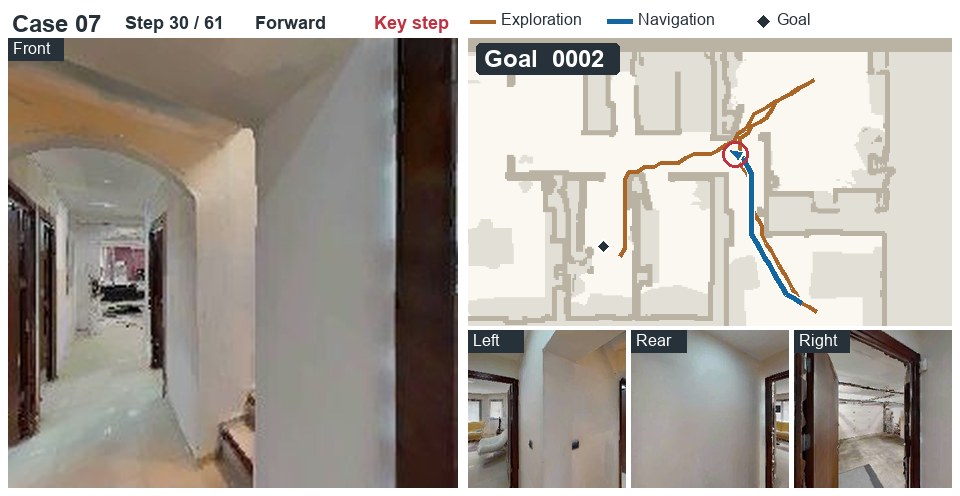 Case 07 Step 30 / 61 Forward Key step Exploration Navigation Goal
Front
Goal 0002
Left
Rear
Right